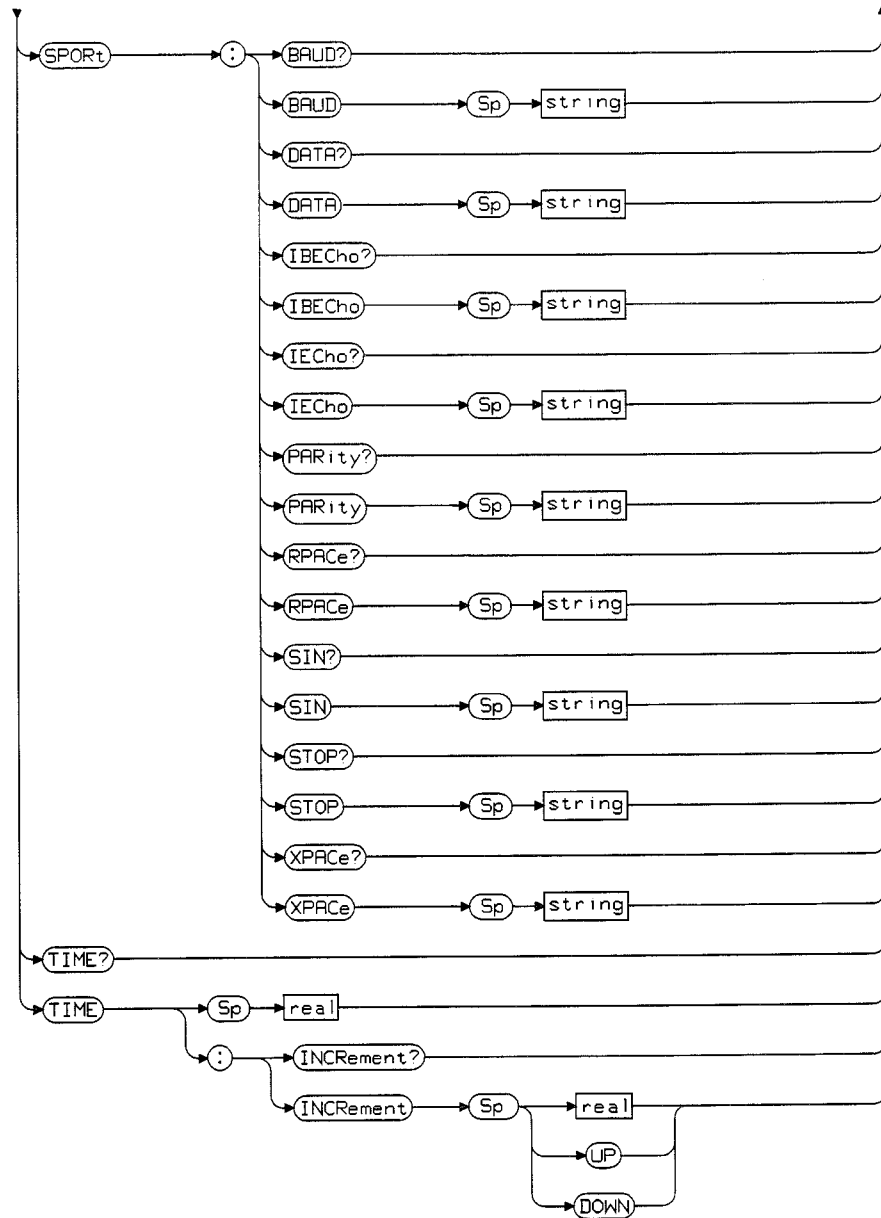 SPORt : BAUD?
BAUD Sp string
DATA?
DATA Sp string
IBECho?
IBECho Sp string
IECho?
IECho Sp string
PARity?
PARity Sp string
RPACe?
RPACe Sp string
SIN?
SIN Sp string
STOP?
STOP Sp string
XPACe?
XPACe Sp string
TIME?
TIME Sp real
: INCRement?
INCRement Sp real
UP
DOWN